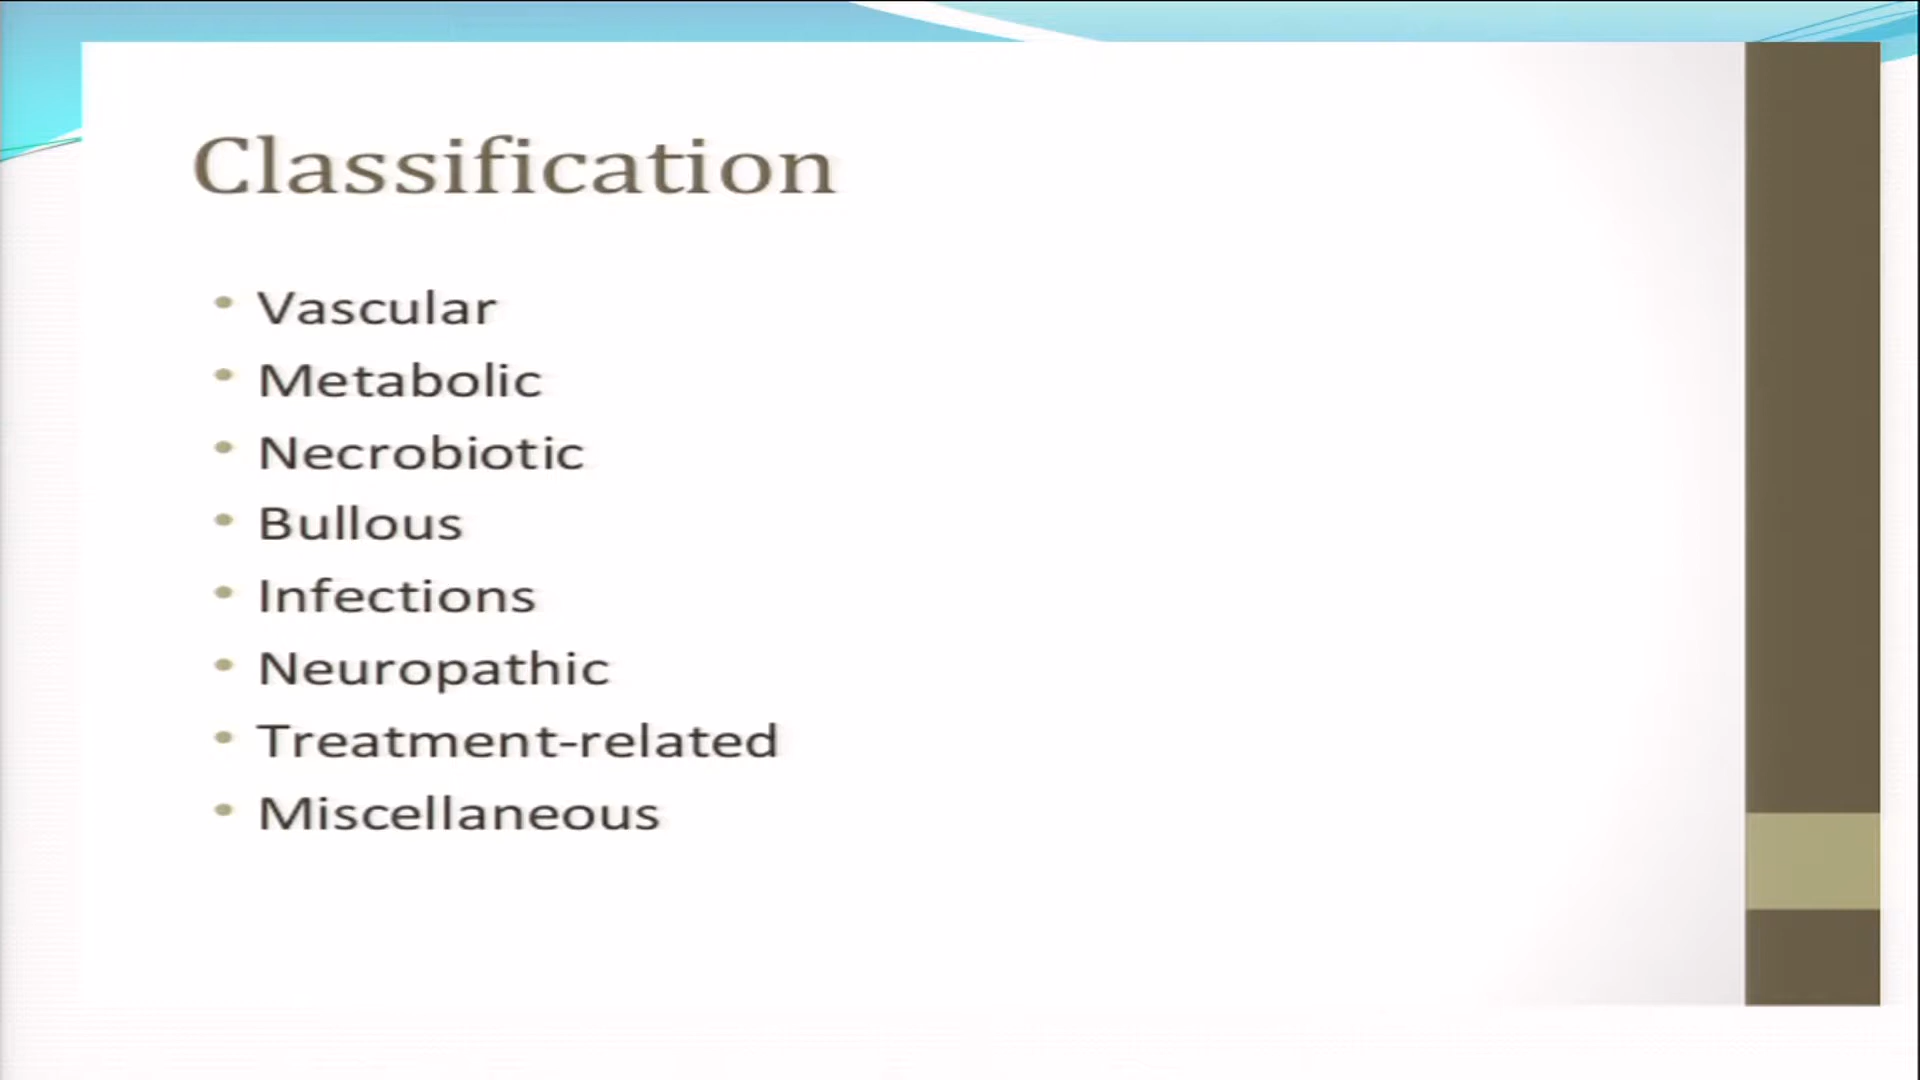 Classification
• Vascular
• Metabolic
• Necrobiotic
• Bullous
• Infections
• Neuropathic
• Treatment-related
• Miscellaneous